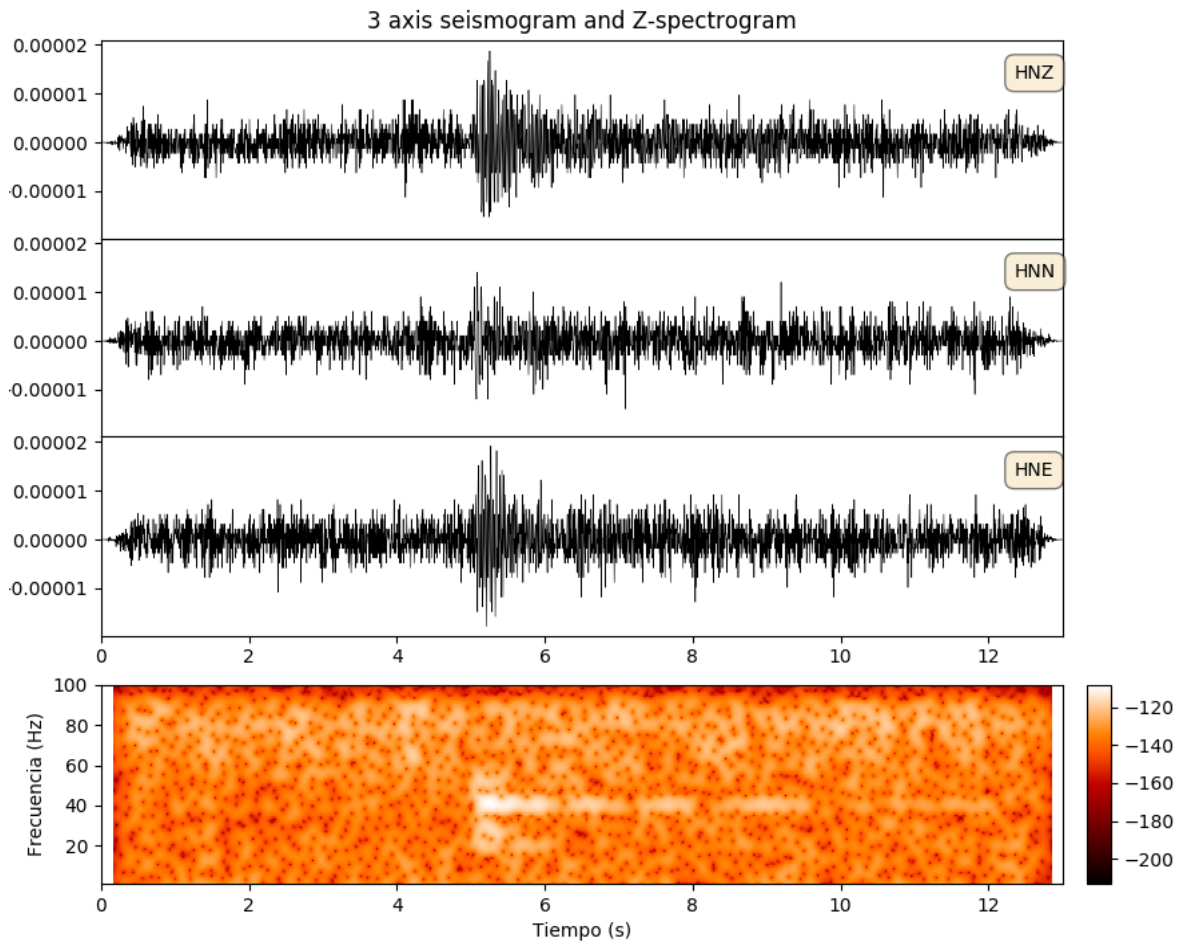 3 axis seismogram and Z-spectrogram
0.00002
HNZ
0.00001
0.00000
-0.00001
0.00002
HNN
0.00001
0.00000
-0.00001
0.00002
HNE
0.00001
0.00000
-0.00001
0 2 4 6 8 10 12
Frecuencia (Hz)
100
80
60
40
20
−120
−140
−160
−180
−200
0 2 4 6 8 10 12
Tiempo (s)